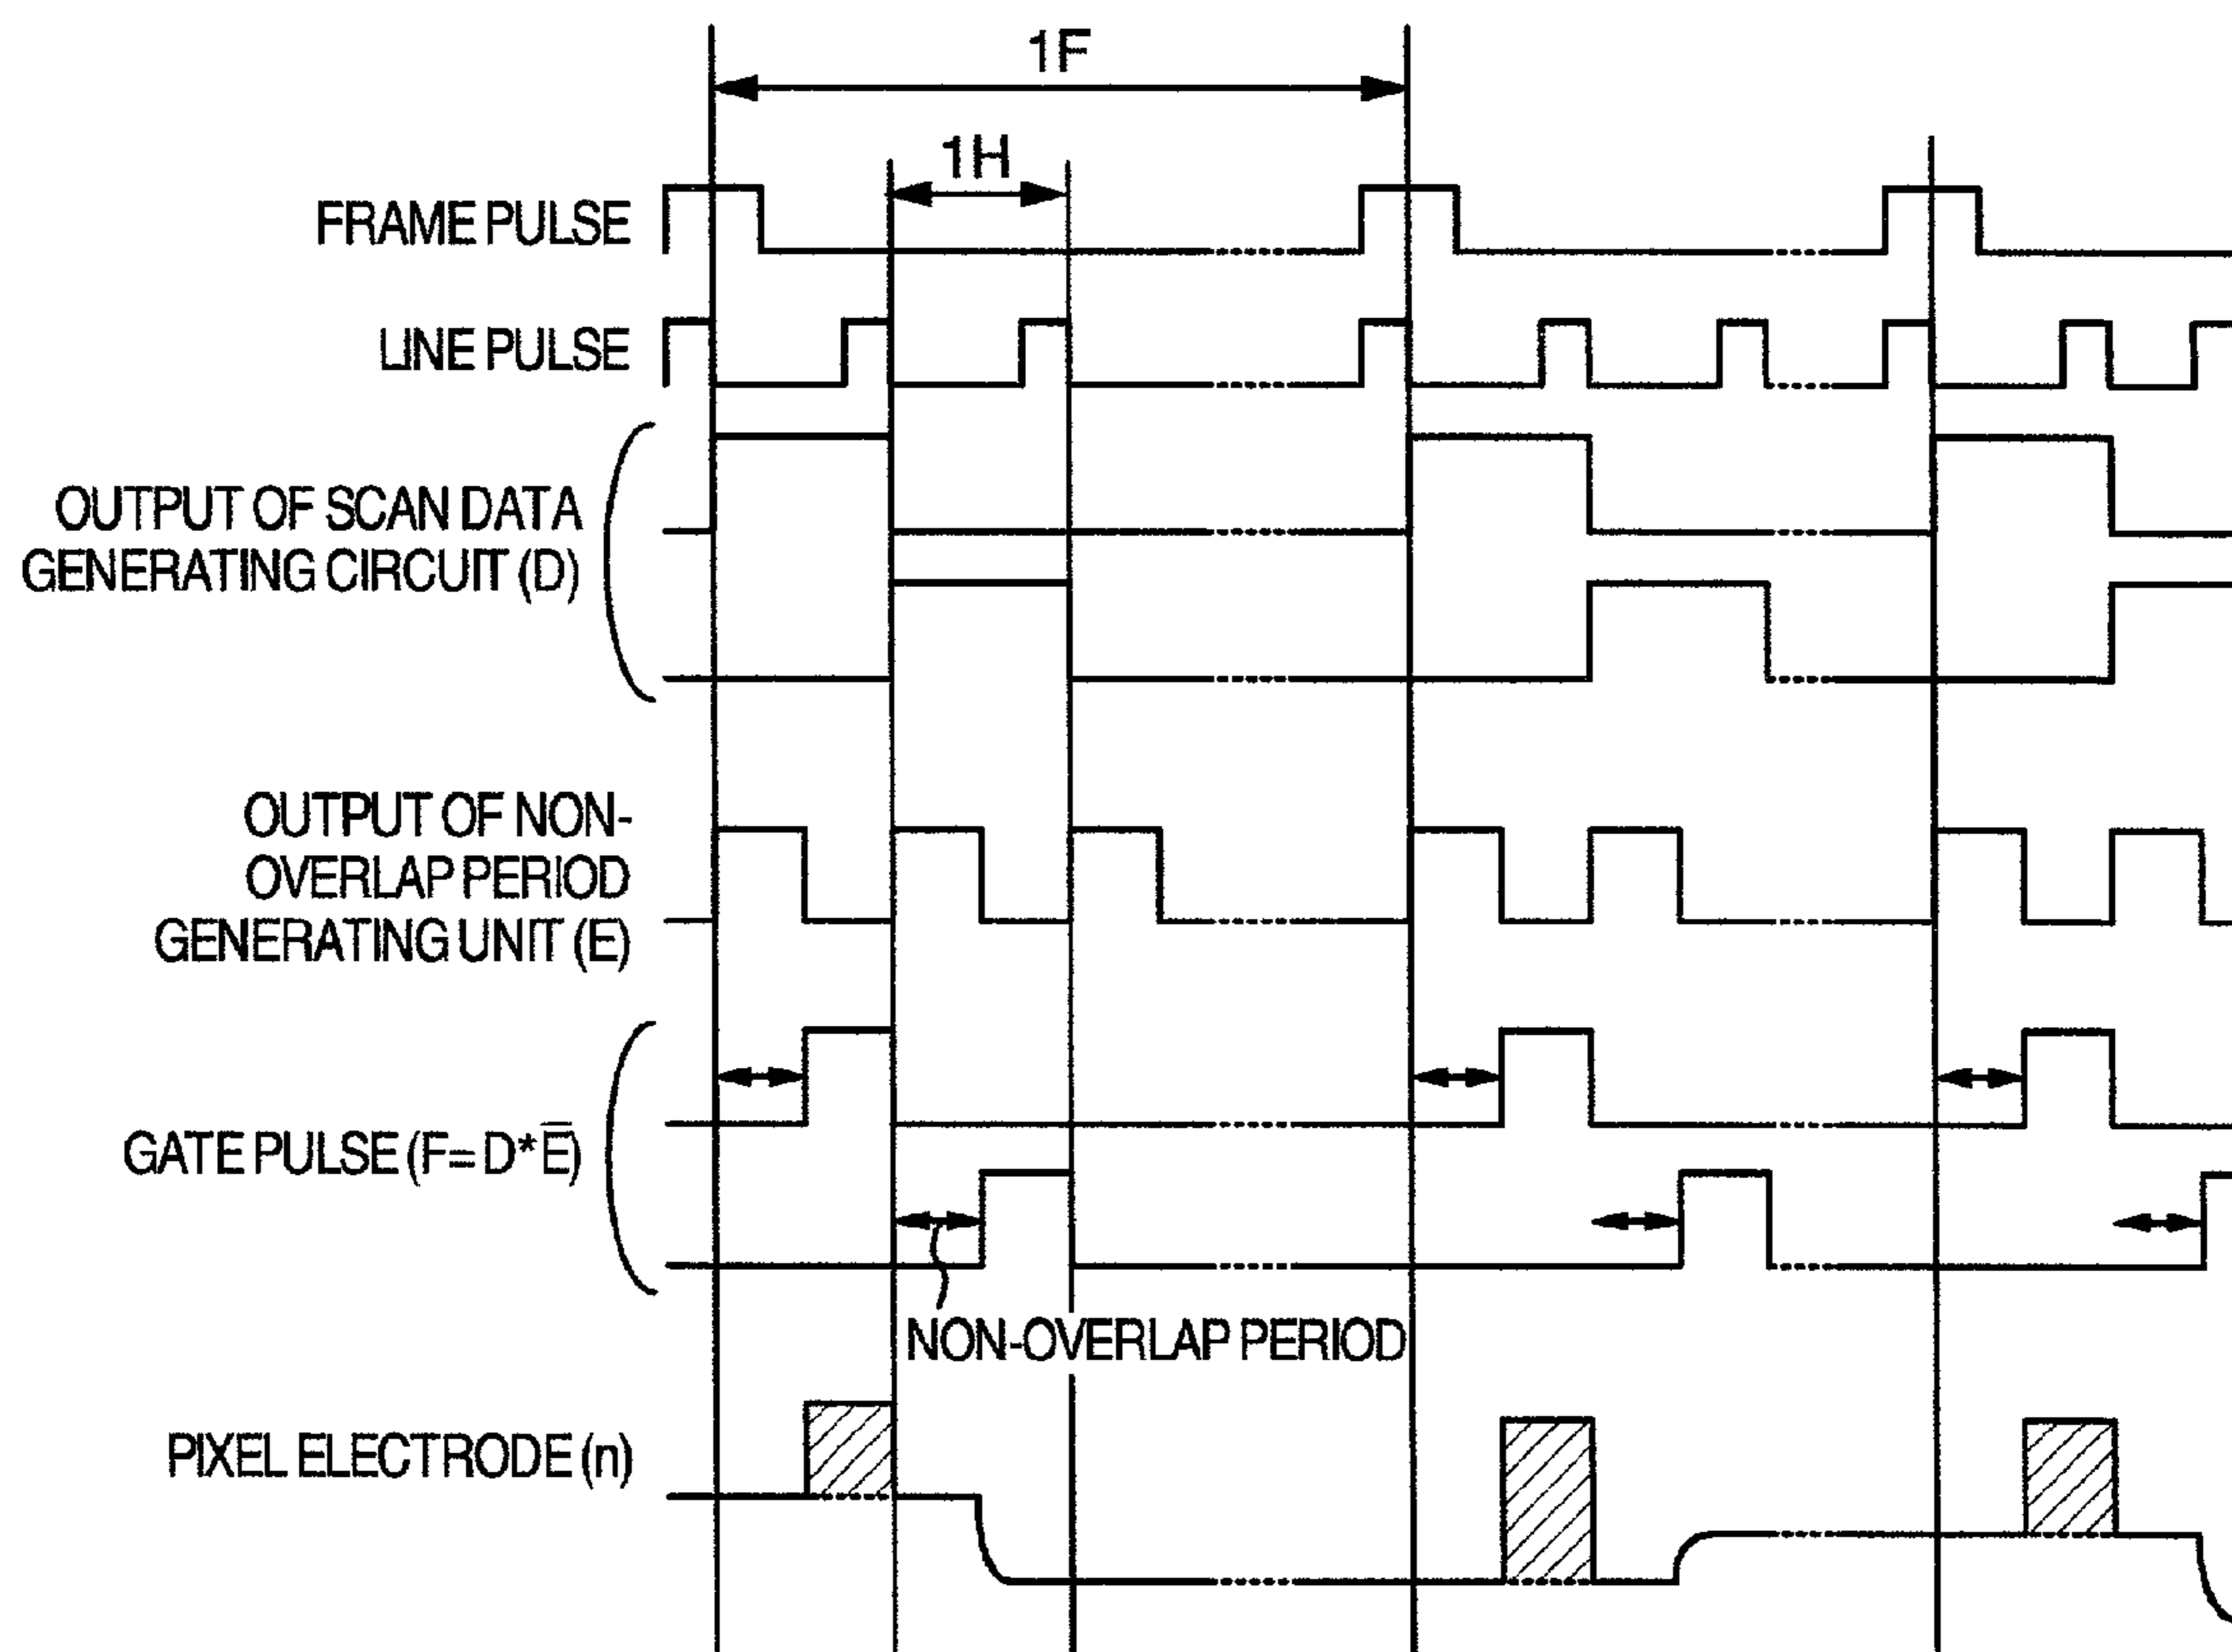 1F
1H
FRAME PULSE
LINE PULSE
OUTPUT OF SCAN DATA
GENERATING CIRCUIT (D)
OUTPUT OF NON-
OVERLAP PERIOD
GENERATING UNIT (E)
GATE PULSE (F= D*E̅)
NON-OVERLAP PERIOD
PIXEL ELECTRODE (n)